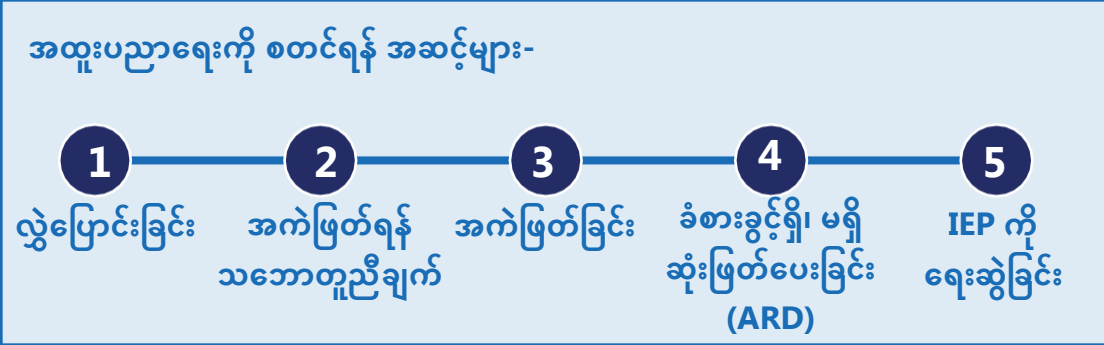 အထူးပညာရေးကို စတင်ရန် အဆင့်များ-
1
လွှဲပြောင်းခြင်း
2
အကဲဖြတ်ရန်
သဘောတူညီချက်
3
အကဲဖြတ်ခြင်း
4
ခံစားခွင့်ရှိ၊ မရှိ
ဆုံးဖြတ်ပေးခြင်း
(ARD)
5
IEP ကို
ရေးဆွဲခြင်း